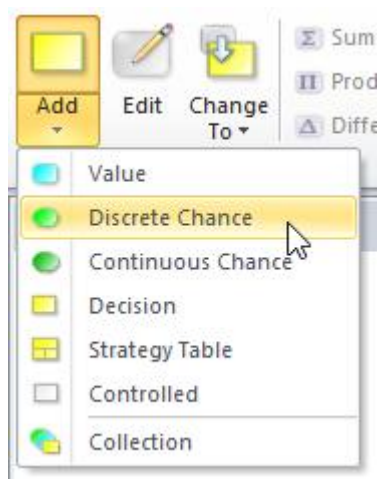 Add
Edit
Change
To
Σ Sum
Π Prod
Δ Diffe
Value
Discrete Chance
Continuous Chance
Decision
Strategy Table
Controlled
Collection